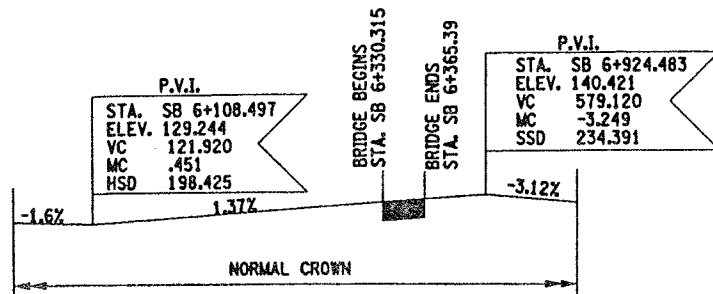 P.V.I.
STA. SB 6+108.497
ELEV. 129.244
VC 121.920
MC .451
HSD 198.425
BRIDGE BEGINS
STA. SB 6+330.315
BRIDGE ENDS
STA. SB 6+365.39
P.V.I.
STA. SB 6+924.483
ELEV. 140.421
VC 579.120
MC -3.249
SSD 234.391
-1.6%
1.37%
-3.12%
NORMAL CROWN